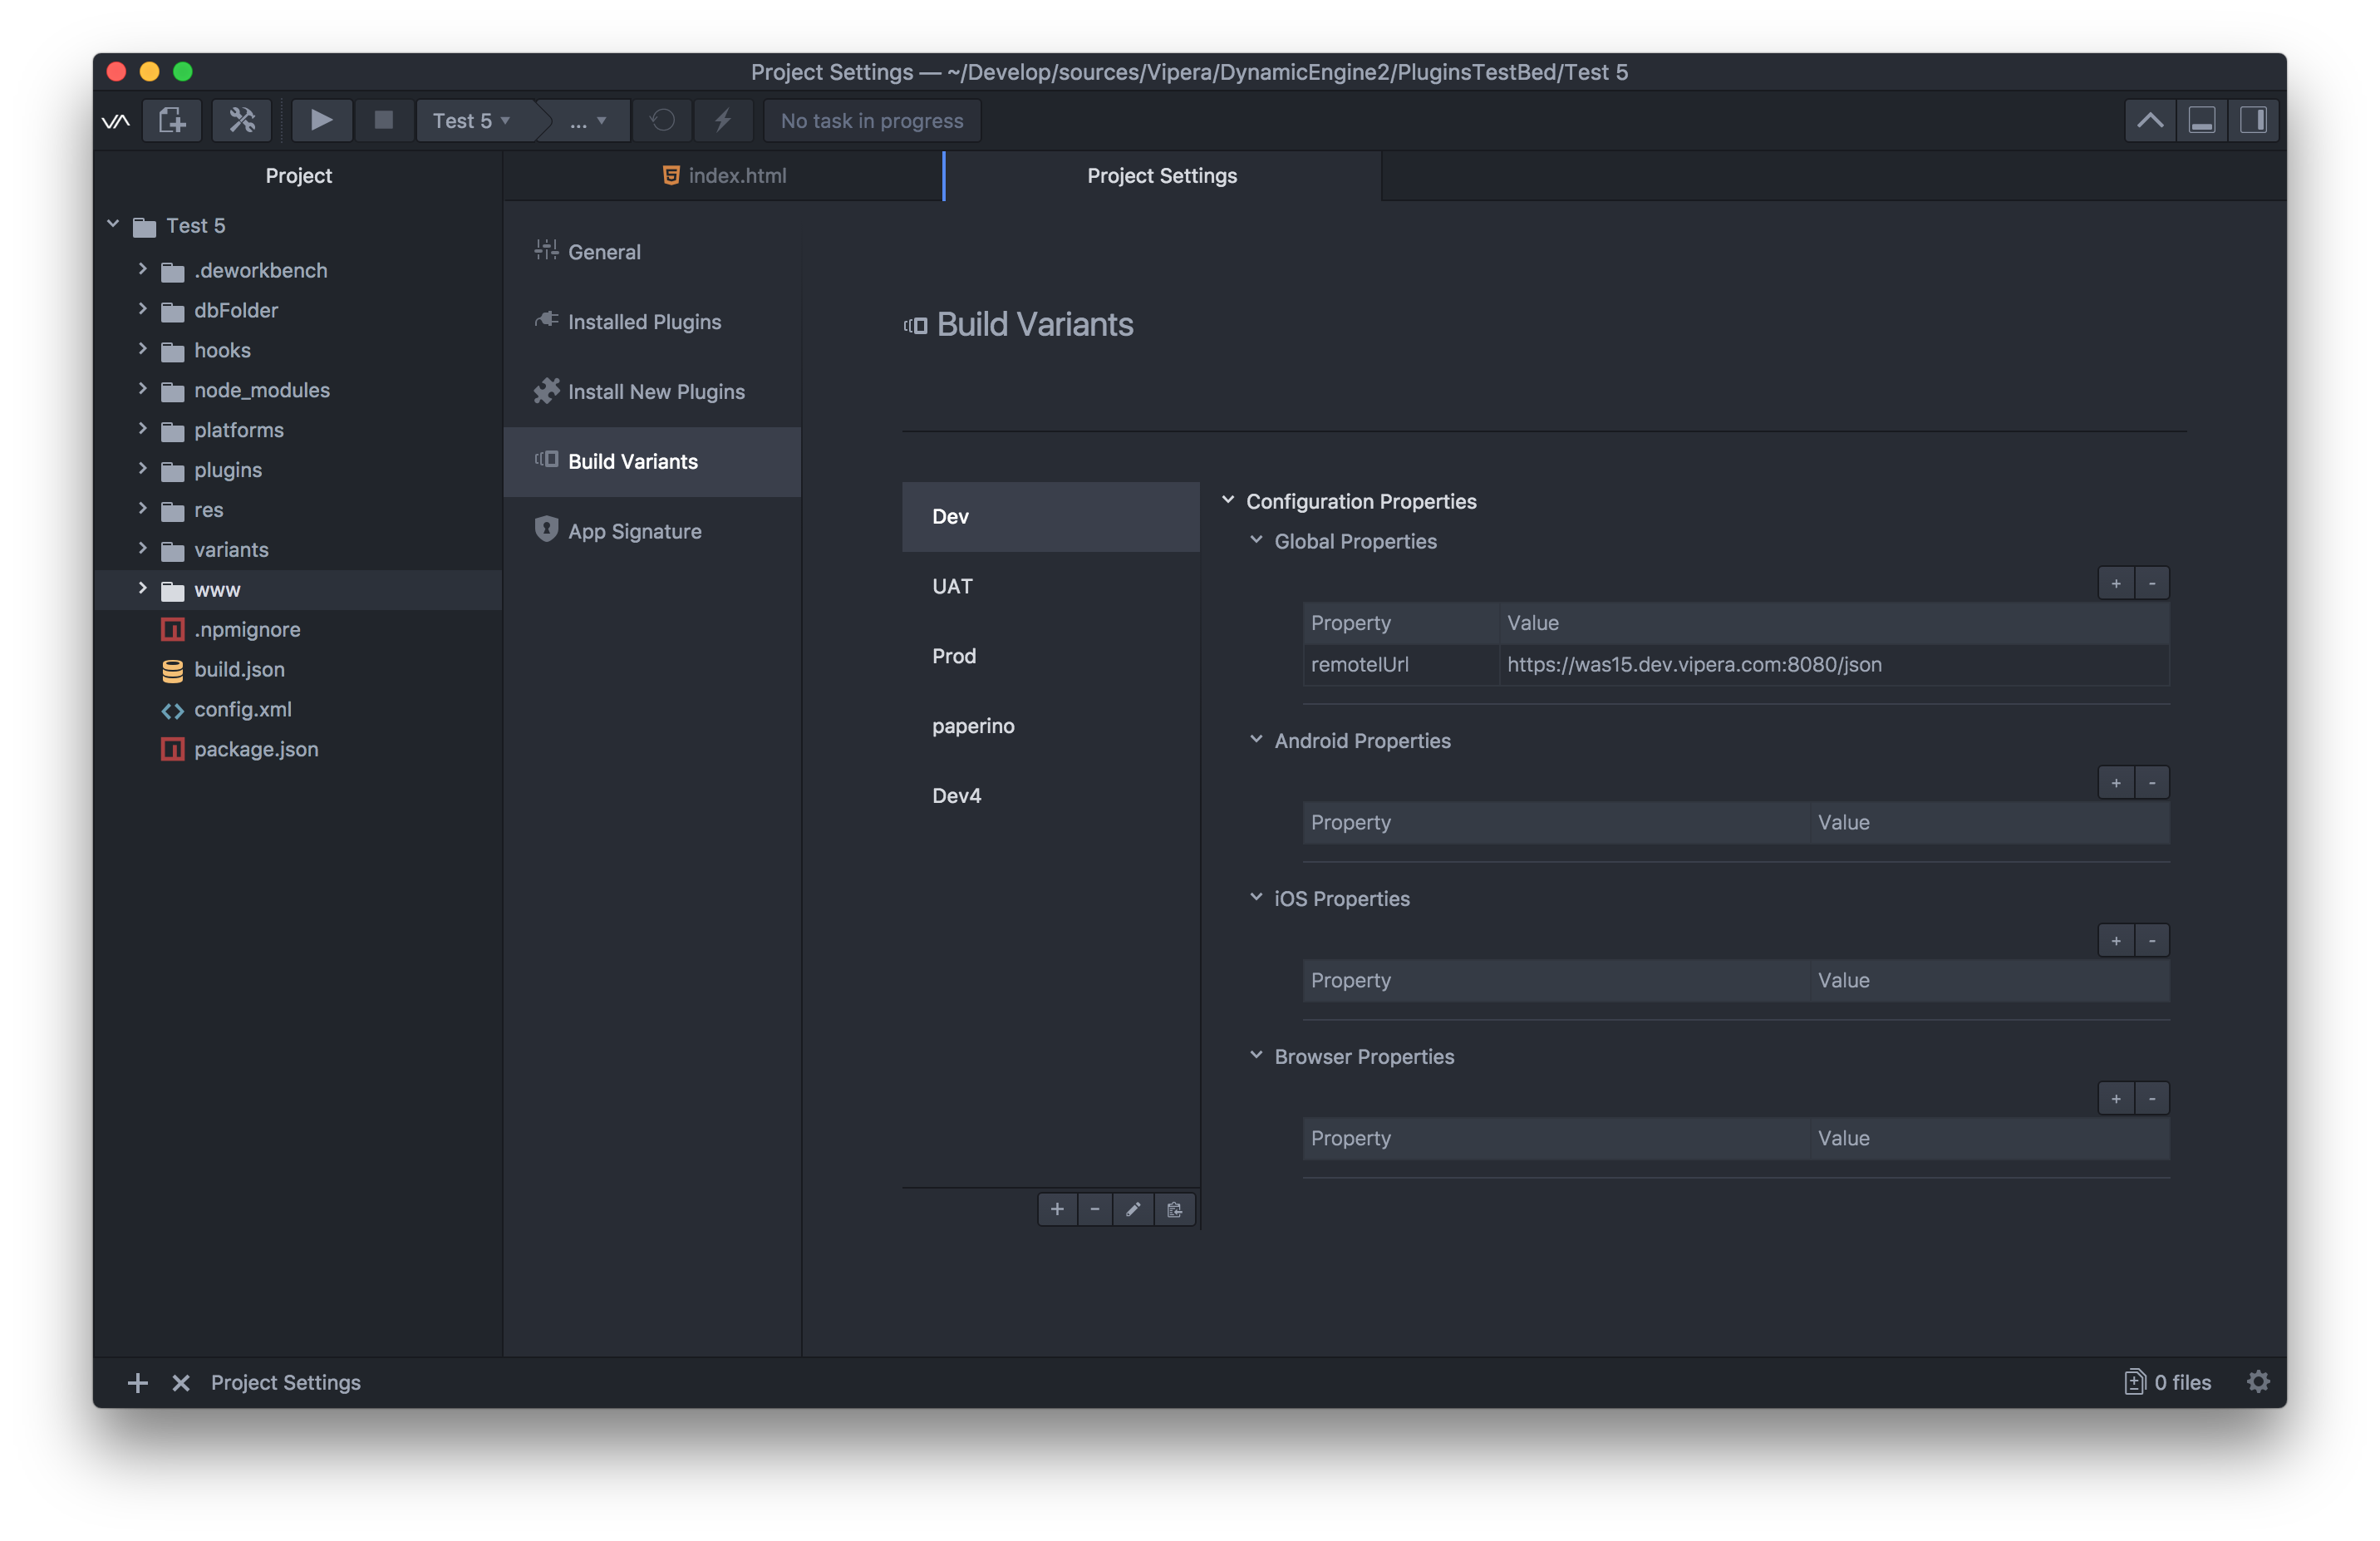 Project Settings — ~/Develop/sources/Vipera/DynamicEngine2/PluginsTestBed/Test 5
Test 5
...
No task in progress
Project
index.html
Project Settings
Test 5
.deworkbench
dbFolder
hooks
node_modules
platforms
plugins
res
variants
www
.npmignore
build.json
config.xml
package.json
General
Installed Plugins
Install New Plugins
Build Variants
App Signature
Build Variants
Dev
UAT
Prod
paperino
Dev4
+ -
Configuration Properties
Global Properties
+ -
Property Value
remotelUrl https://was15.dev.vipera.com:8080/json
Android Properties
+ -
Property Value
iOS Properties
+ -
Property Value
Browser Properties
+ -
Property Value
Project Settings
0 files